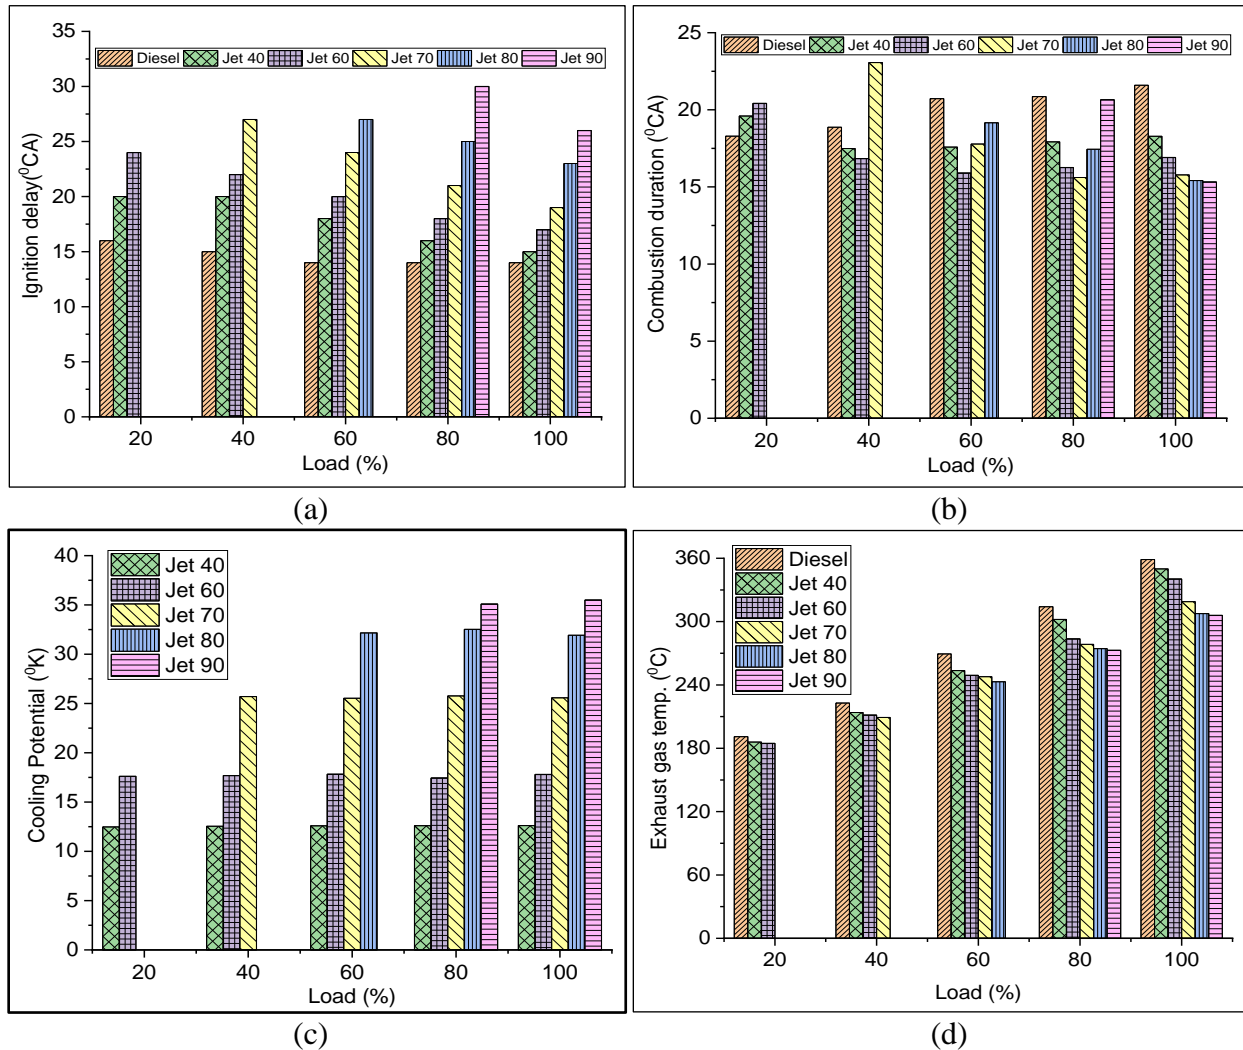 35
30
25
20
15
10
5
0
Ignition delay(⁰CA)
Diesel Jet 40 Jet 60 Jet 70 Jet 80 Jet 90
20 40 60 80 100
Load (%)
(a)
25
20
15
10
5
0
Combustion duration (⁰CA)
Diesel Jet 40 Jet 60 Jet 70 Jet 80 Jet 90
20 40 60 80 100
Load (%)
(b)
40
35
30
25
20
15
10
5
0
Cooling Potential (⁰K)
Jet 40
Jet 60
Jet 70
Jet 80
Jet 90
20 40 60 80 100
Load (%)
(c)
360
300
240
180
120
60
0
Exhaust gas temp. (⁰C)
Diesel
Jet 40
Jet 60
Jet 70
Jet 80
Jet 90
20 40 60 80 100
Load (%)
(d)